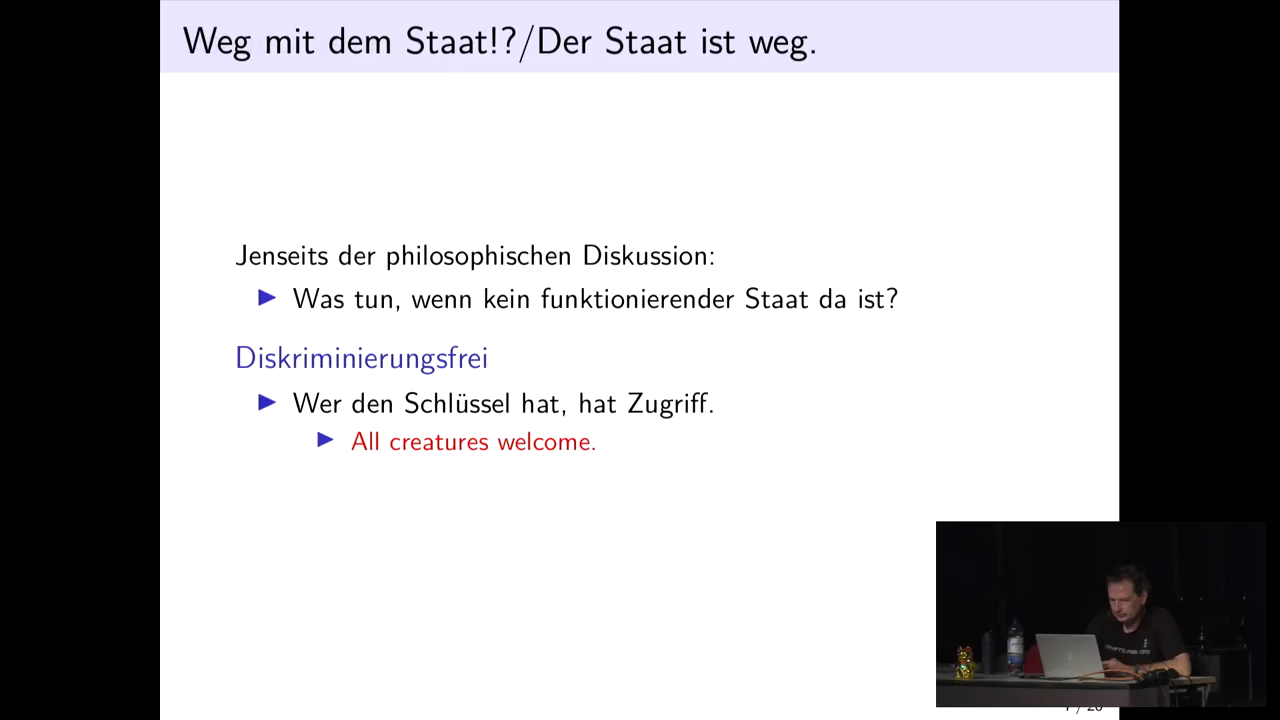 Weg mit dem Staat!?/Der Staat ist weg.
Jenseits der philosophischen Diskussion:
Was tun, wenn kein funktionierender Staat da ist?
Diskriminierungsfrei
Wer den Schlüssel hat, hat Zugriff.
All creatures welcome.